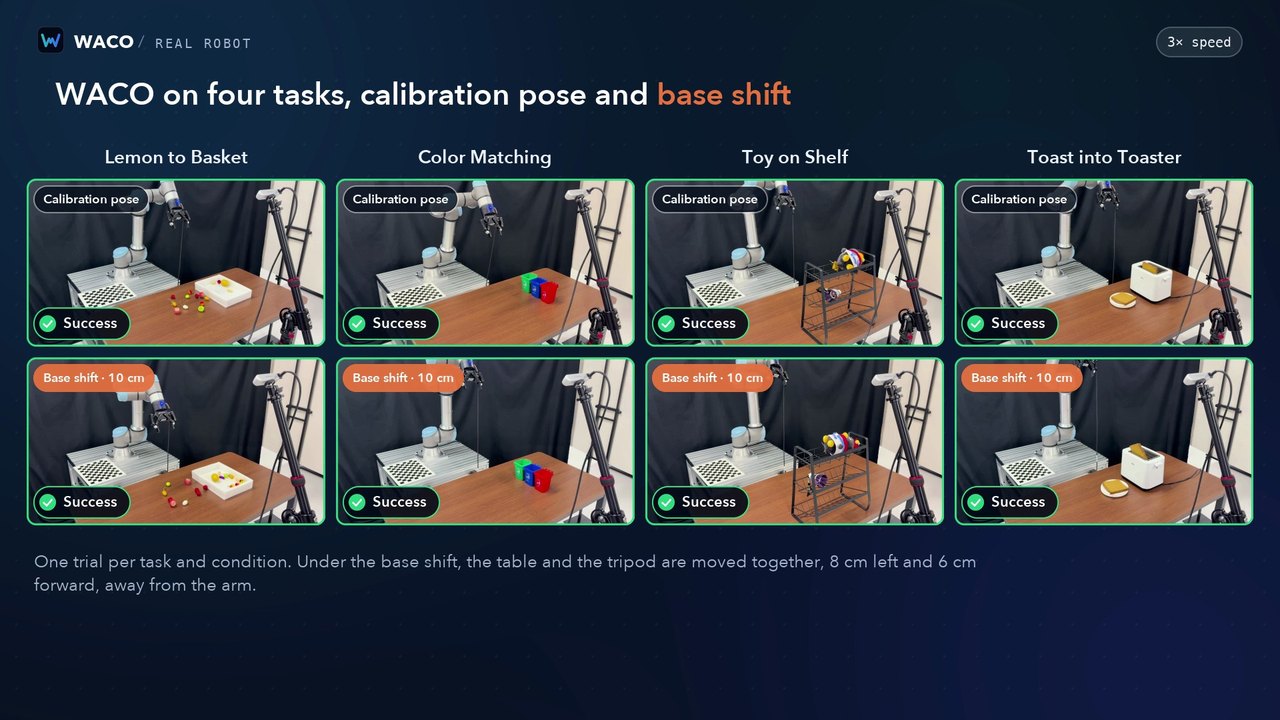 WACO / REAL ROBOT
3× speed
WACO on four tasks, calibration pose and base shift
Lemon to Basket
Color Matching
Toy on Shelf
Toast into Toaster
Calibration pose
Calibration pose
Calibration pose
Calibration pose
Success
Success
Success
Success
Base shift · 10 cm
Base shift · 10 cm
Base shift · 10 cm
Base shift · 10 cm
Success
Success
Success
Success
One trial per task and condition. Under the base shift, the table and the tripod are moved together, 8 cm left and 6 cm
forward, away from the arm.